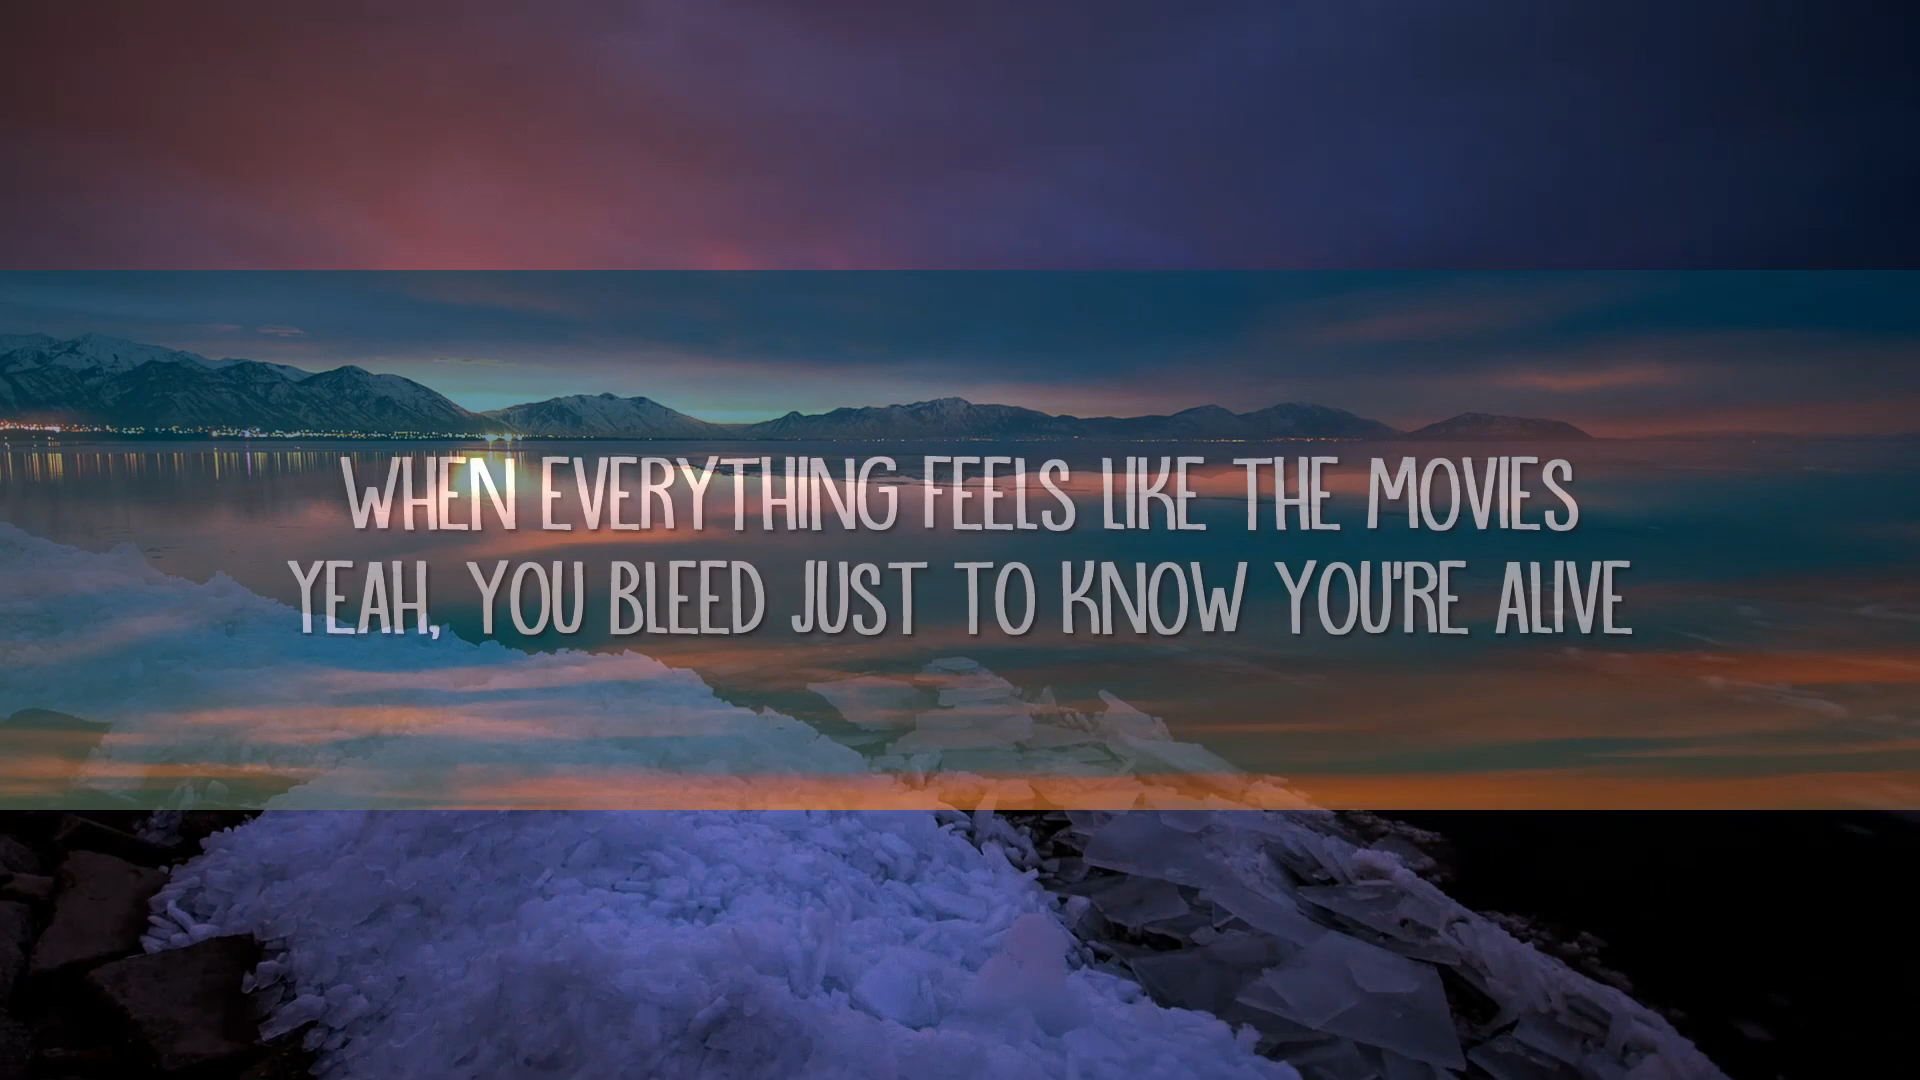 WHEN EVERYTHING FEELS LIKE THE MOVIES
YEAH, YOU BLEED JUST TO KNOW YOU'RE ALIVE